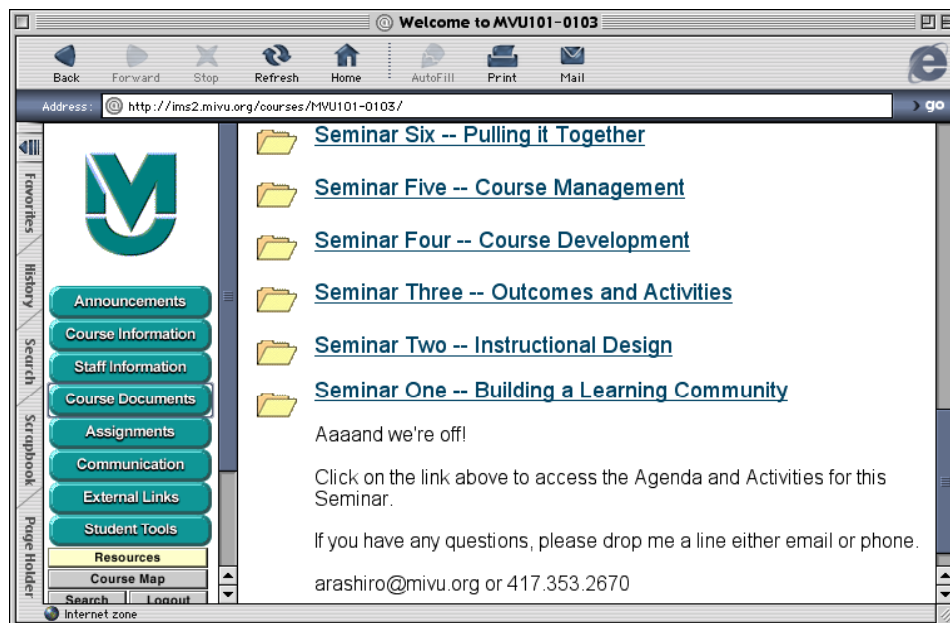 Welcome to MVU101-0103
Back Forward Stop Refresh Home AutoFill Print Mail
Address: http://ims2.mivu.org/courses/MVU101-0103/ go
Favorites
History
Search
Scrapbook
Page Holder
MU
Announcements
Course Information
Staff Information
Course Documents
Assignments
Communication
External Links
Student Tools
Resources
Course Map
Search Logout
Seminar Six -- Pulling it Together
Seminar Five -- Course Management
Seminar Four -- Course Development
Seminar Three -- Outcomes and Activities
Seminar Two -- Instructional Design
Seminar One -- Building a Learning Community
Aaaand we're off!
Click on the link above to access the Agenda and Activities for this
Seminar.
If you have any questions, please drop me a line either email or phone.
arashiro@mivu.org or 417.353.2670
Internet zone